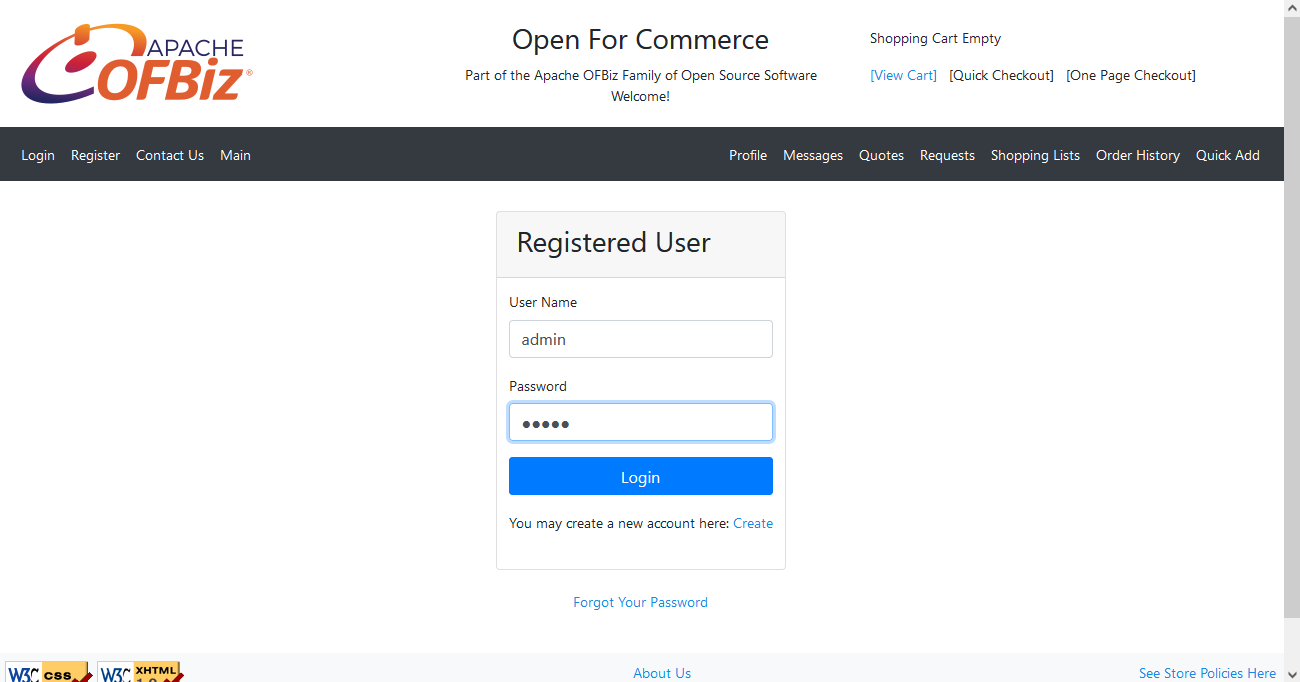 APACHE
OFBiz®
Open For Commerce
Part of the Apache OFBiz Family of Open Source Software
Welcome!
Shopping Cart Empty
[View Cart] [Quick Checkout] [One Page Checkout]
Login Register Contact Us Main Profile Messages Quotes Requests Shopping Lists Order History Quick Add
Registered User
User Name
admin
Password
●●●●●
Login
You may create a new account here: Create
Forgot Your Password
W3C css W3C XHTML 1.0 About Us See Store Policies Here